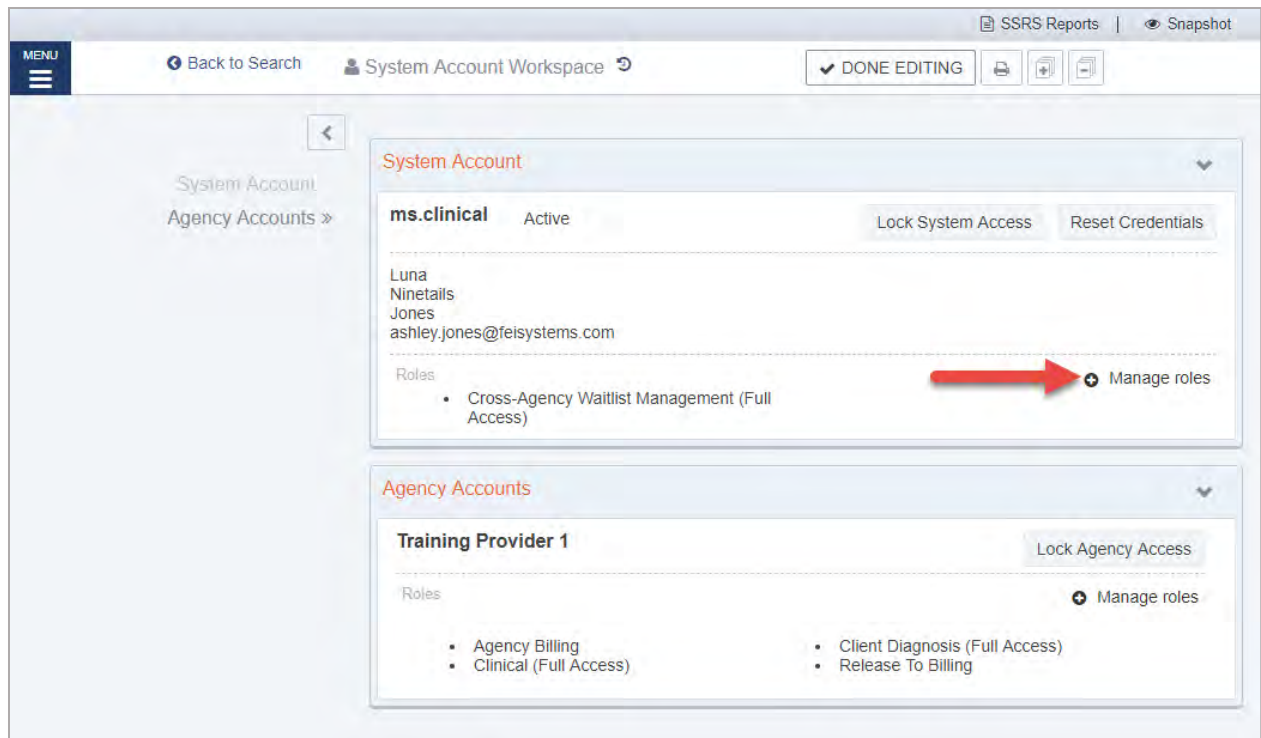 SSRS Reports | Snapshot
MENU
Back to Search
System Account Workspace
DONE EDITING
System Account
Agency Accounts »
System Account
ms.clinical Active
Lock System Access Reset Credentials
Luna
Ninetails
Jones
ashley.jones@feisystems.com
Roles
Manage roles
• Cross-Agency Waitlist Management (Full
Access)
Agency Accounts
Training Provider 1
Lock Agency Access
Roles
Manage roles
• Agency Billing
• Clinical (Full Access)
• Client Diagnosis (Full Access)
• Release To Billing